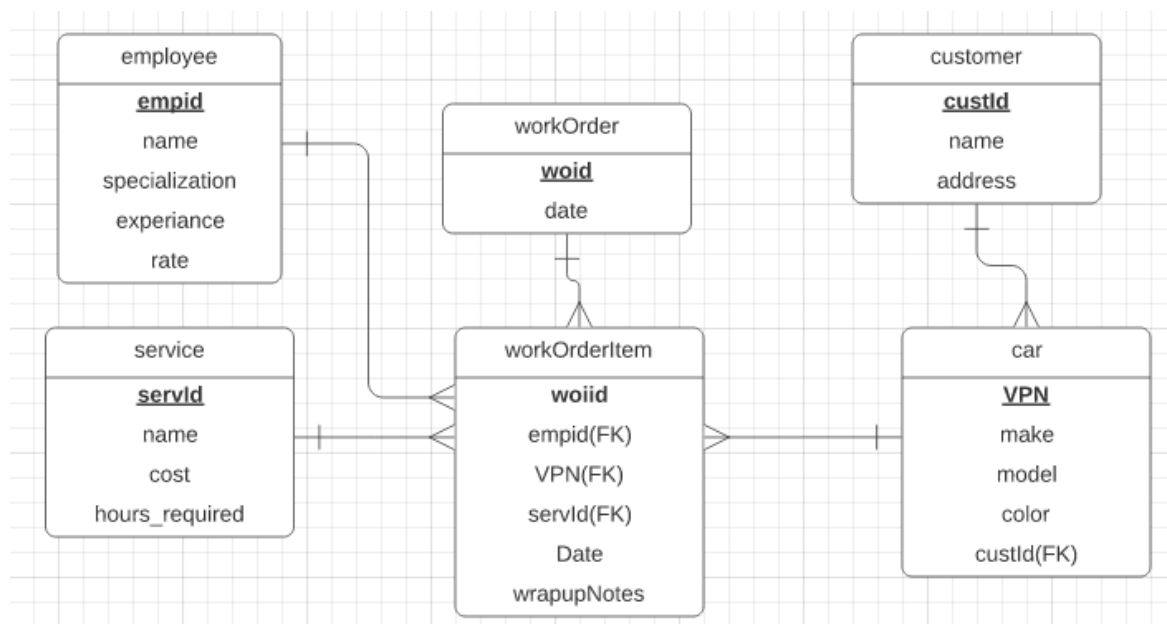 employee
empid
name
specialization
experiance
rate
workOrder
woid
date
customer
custId
name
address
service
servId
name
cost
hours_required
workOrderItem
woiid
empid(FK)
VPN(FK)
servId(FK)
Date
wrapupNotes
car
VPN
make
model
color
custId(FK)